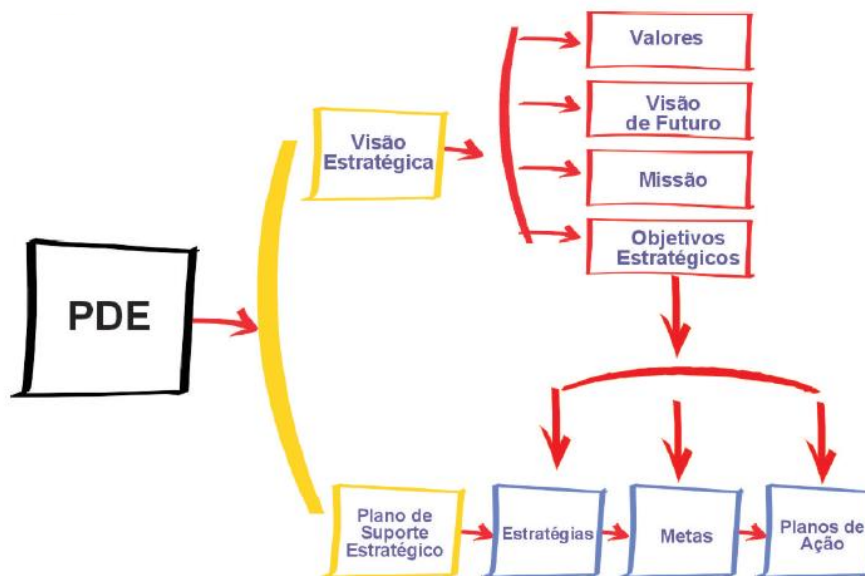 PDE
Visão
Estratégica
Valores
Visão
de Futuro
Missão
Objetivos
Estratégicos
Plano de
Suporte
Estratégico
Estratégias
Metas
Planos de
Ação